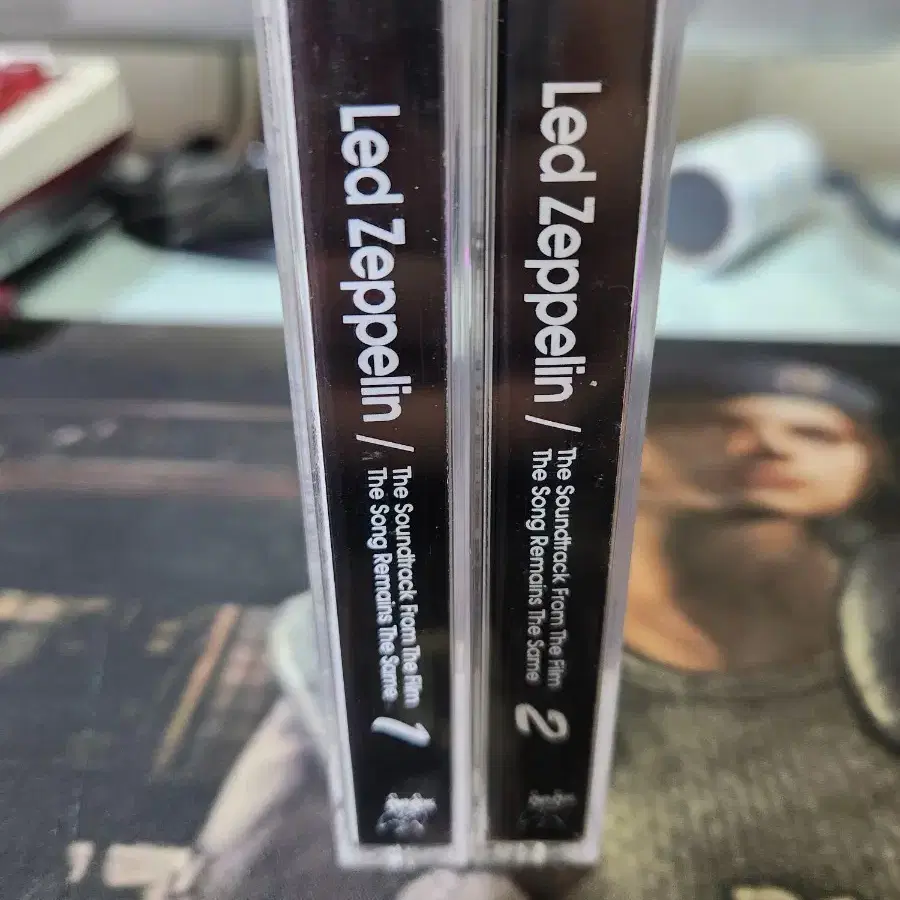 Led Zeppelin /
The Soundtrack From The Film
The Song Remains The Same
1
Led Zeppelin /
The Soundtrack From The Film
The Song Remains The Same
2